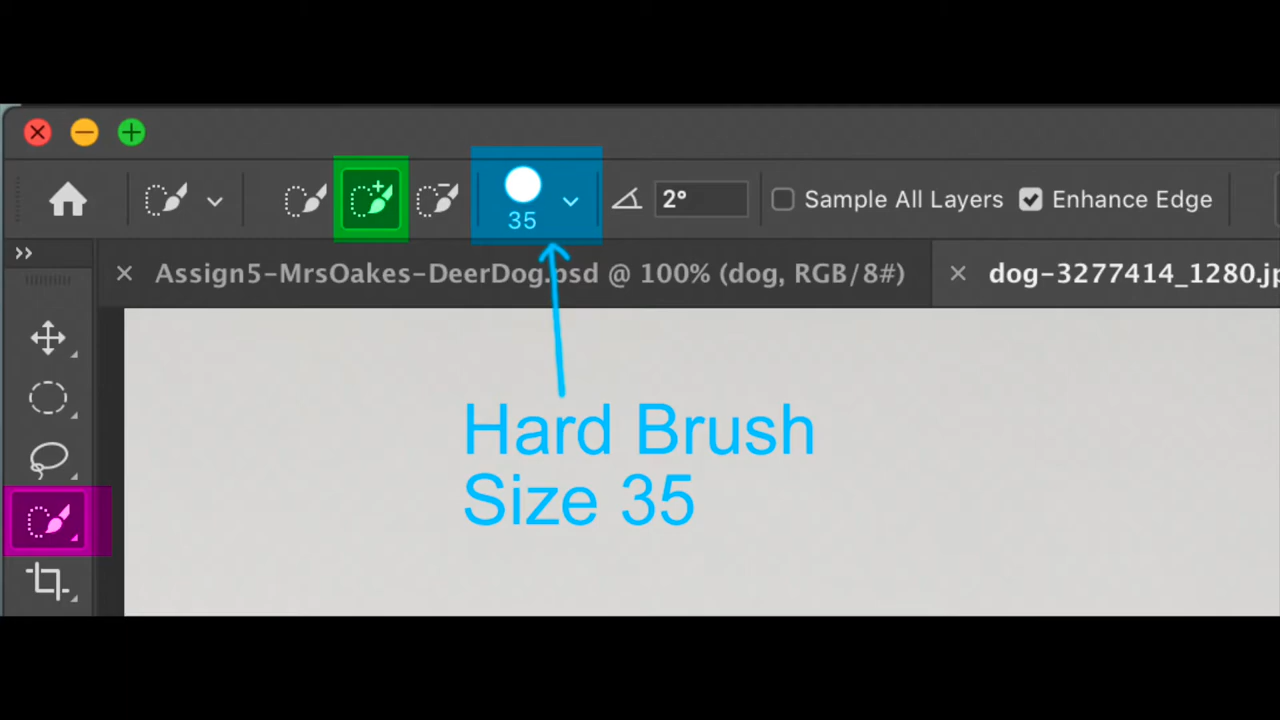 35
2°
Sample All Layers
Enhance Edge
Assign5-MrsOakes-DeerDog.psd @ 100% (dog, RGB/8#)
dog-3277414_1280.jp
Hard Brush
Size 35